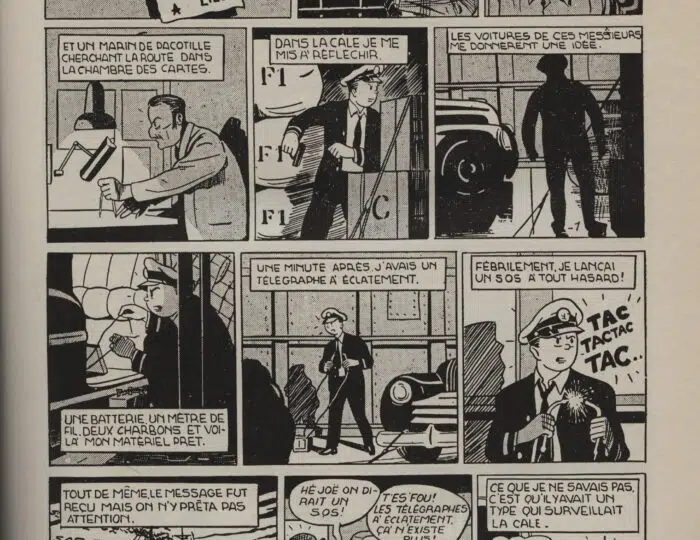 A
ET UN MARIN DE PACOTILLE
CHERCHANT LA ROUTE DANS
LA CHAMBRE DES CARTES.
DANS LA CALE JE ME
MIS À RÉFLECHIR.
F1
F1
F1
C
LES VOITURES DE CES MESSIEURS
ME DONNERENT UNE IDÉE.
UNE BATTERIE, UN MÈTRE DE
FIL, DEUX CHARBONS ET VOI-
LÀ MON MATÉRIEL PRET.
UNE MINUTE APRÈS, J'AVAIS UN
TÉLÉGRAPHE À ÉCLATEMENT.
FÉBRILEMENT, JE LANÇAI
UN SOS À TOUT HASARD!
TAC
TACTAC
TAC..
TOUT DE MÊME, LE MESSAGE FUT
REÇU MAIS ON N'Y PRÊTA PAS
ATTENTION.
HÉ JOË ON DI-
RAIT UN
SOS!
T'ES FOU!
LES TÉLÉGRAPHES
À ÉCLATEMENT,
ÇA N'EXISTE
PLUS!
CE QUE JE NE SAVAIS PAS,
C'EST QU'IL Y AVAIT UN
TYPE QUI SURVEILLAIT
LA CALE.